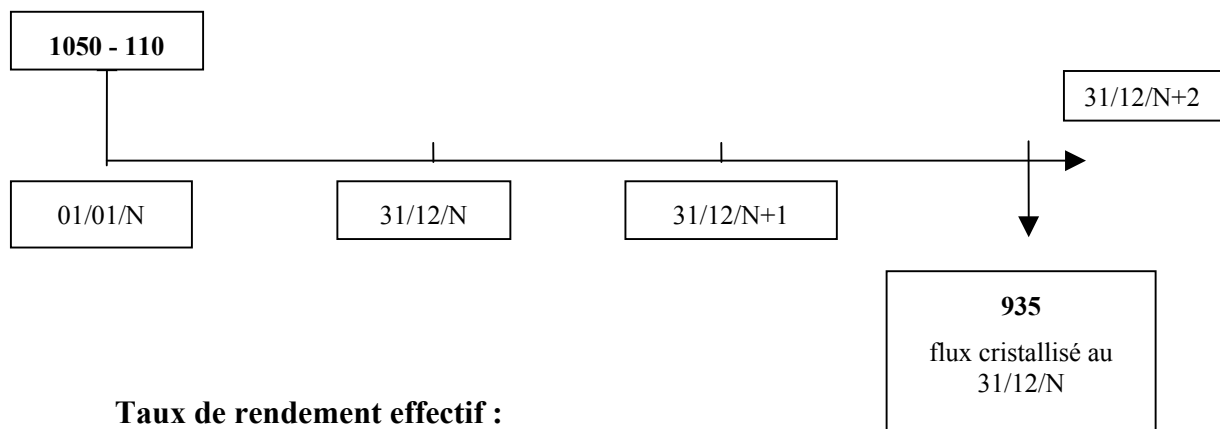 1050 - 110
31/12/N+2
01/01/N
31/12/N
31/12/N+1
935
flux cristallisé au
31/12/N
Taux de rendement effectif :